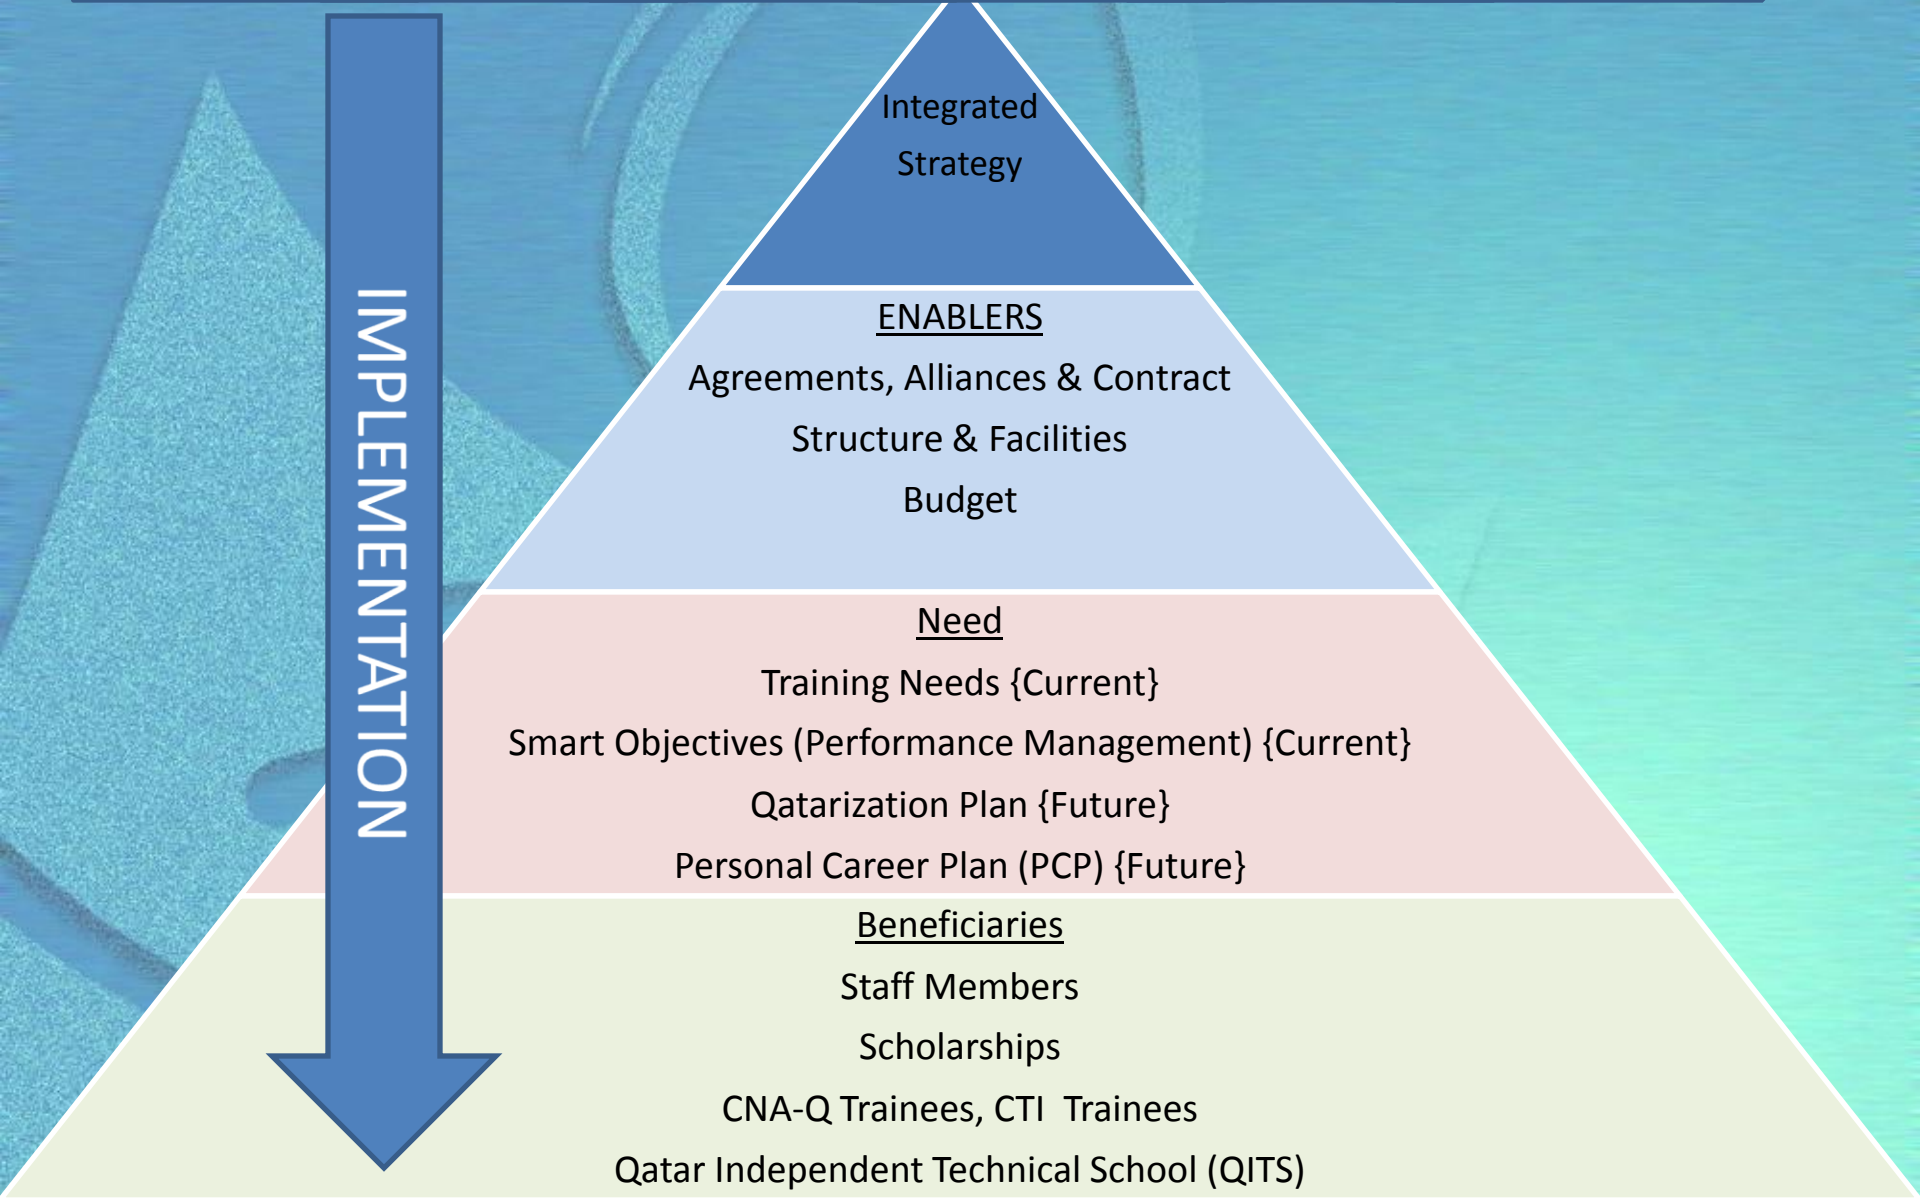 IMPLEMENTATION
Integrated
Strategy
ENABLERS
Agreements, Alliances & Contract
Structure & Facilities
Budget
Need
Training Needs {Current}
Smart Objectives (Performance Management) {Current}
Qatarization Plan {Future}
Personal Career Plan (PCP) {Future}
Beneficiaries
Staff Members
Scholarships
CNA-Q Trainees, CTI  Trainees
Qatar Independent Technical School (QITS)